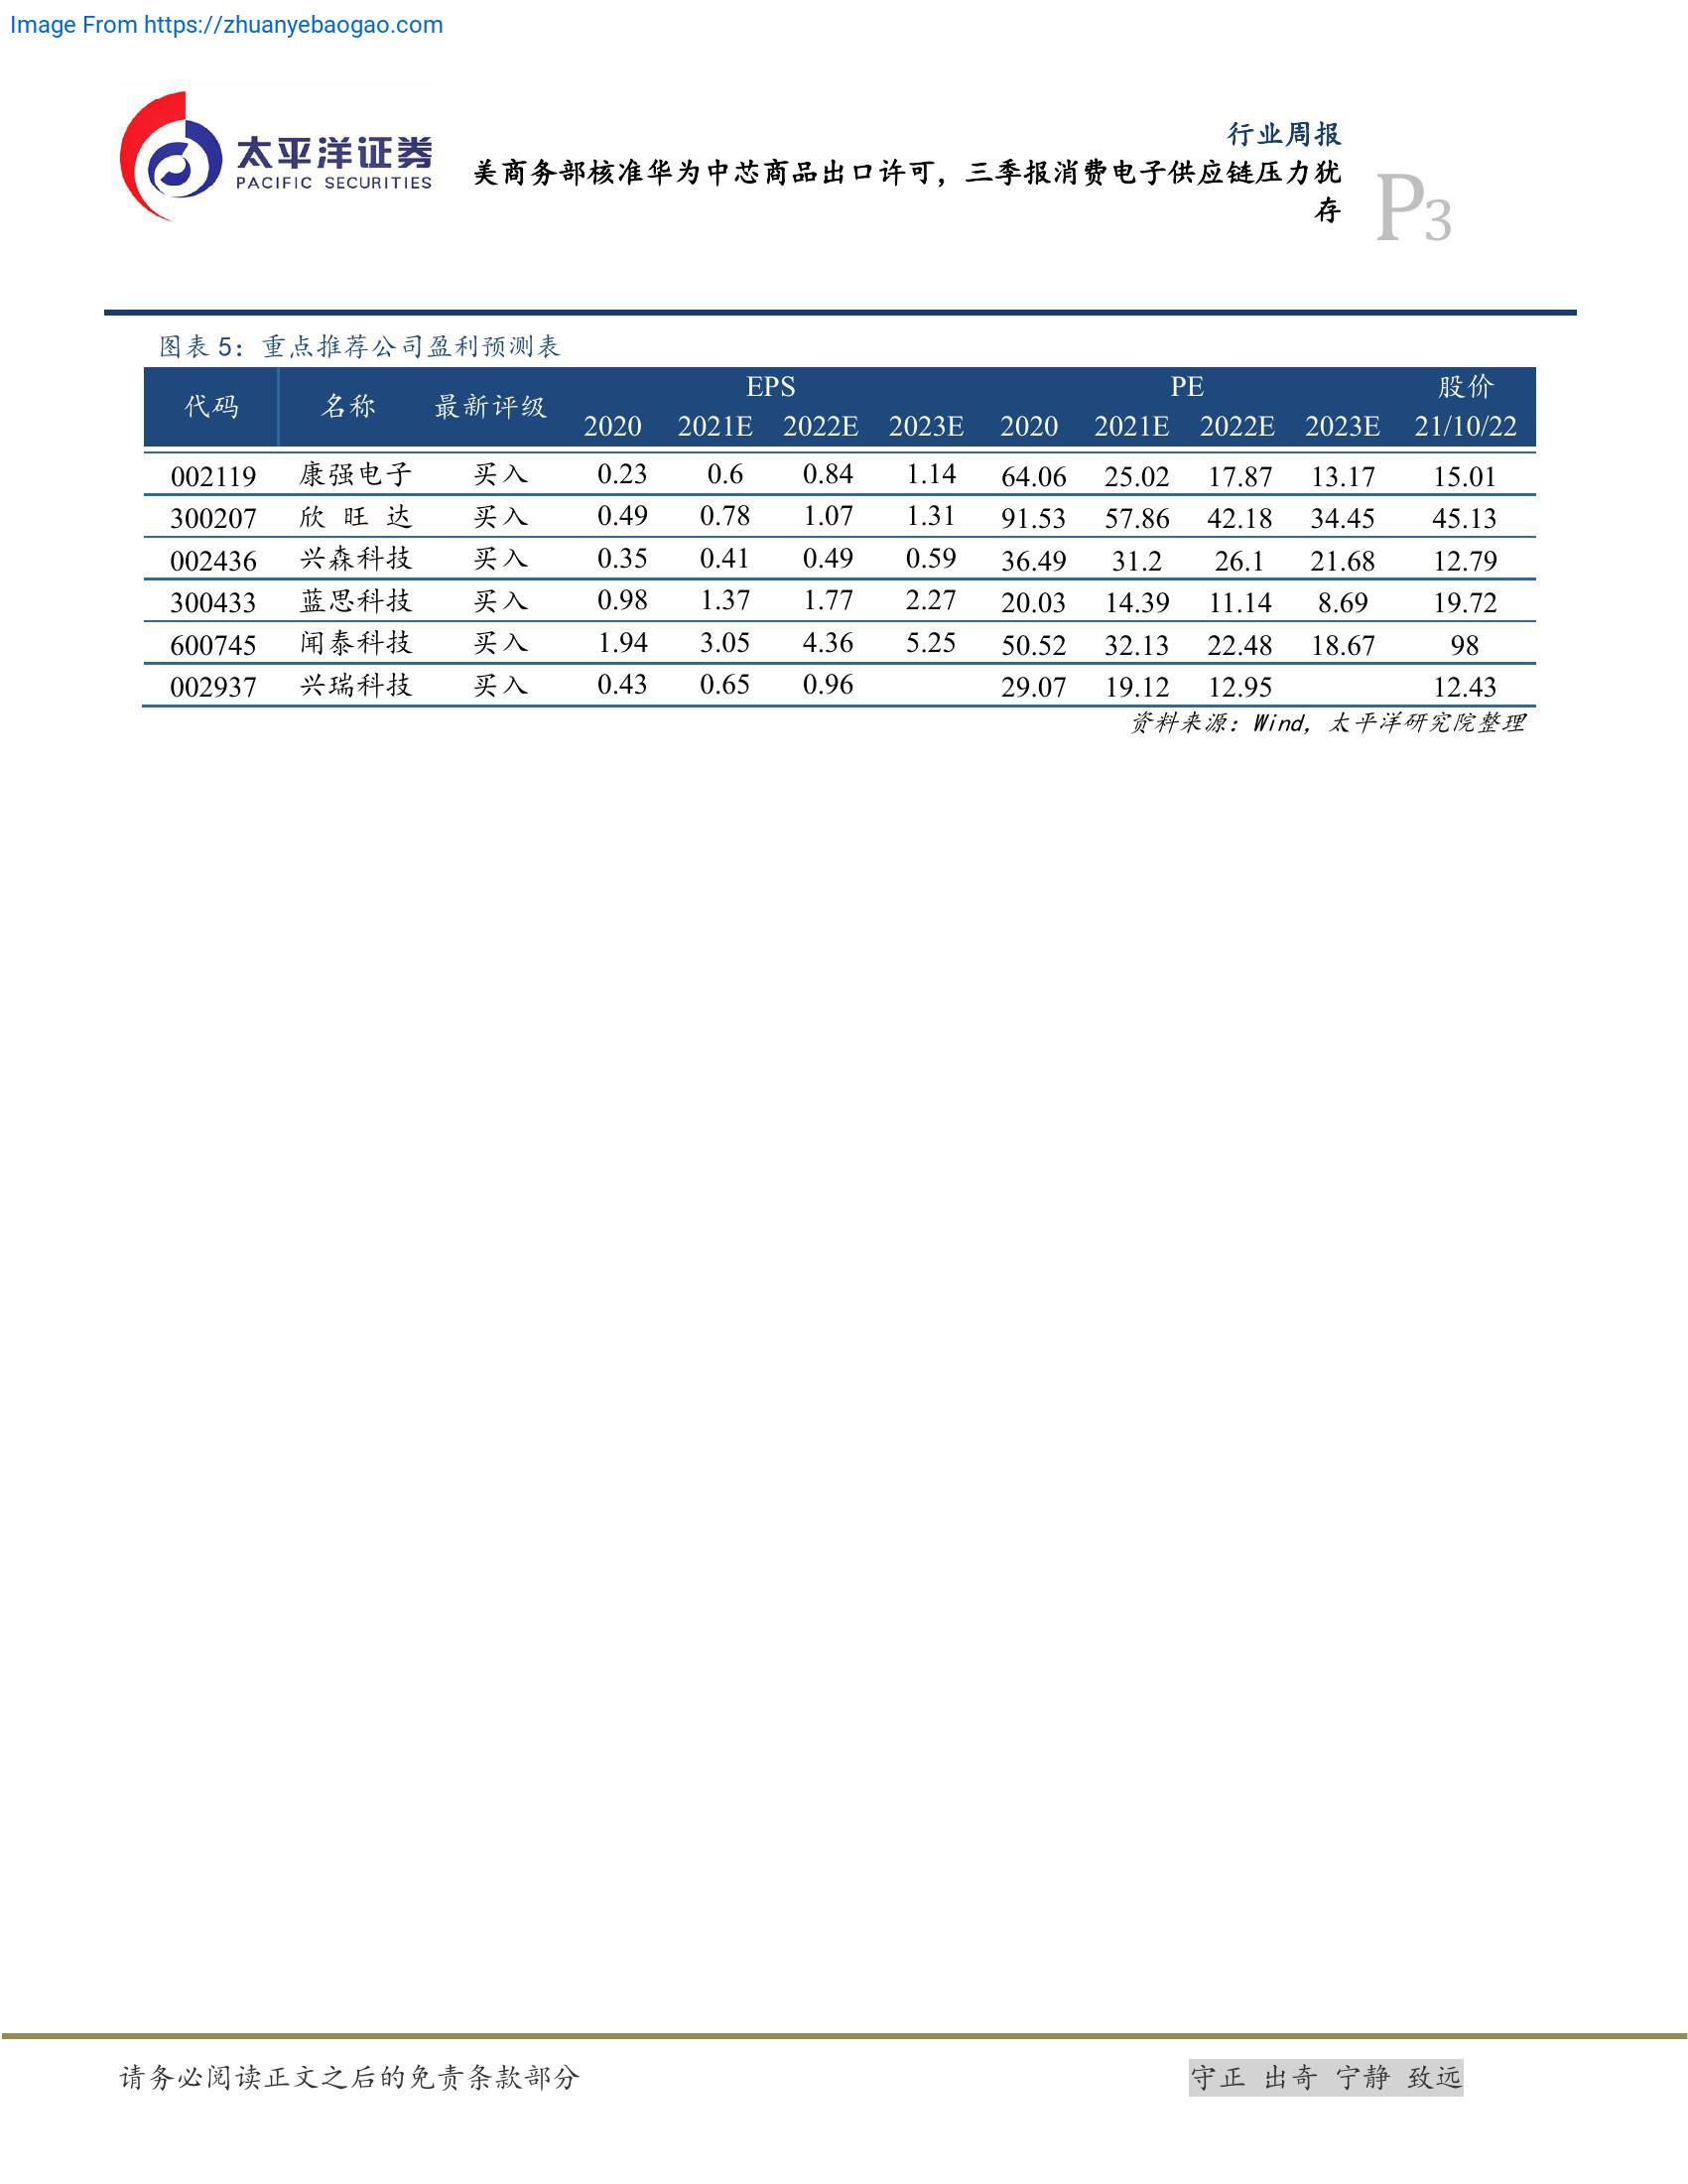 Image From https://zhuanyebaogao.com
太平洋证券
PACIFIC SECURITIES
行业周报
美商务部核准华为中芯商品出口许可，三季报消费电子供应链压力犹
存
P3
图表 5：重点推荐公司盈利预测表
代码 名称 最新评级 EPS PE 股价
2020 2021E 2022E 2023E 2020 2021E 2022E 2023E 21/10/22
002119 康强电子 买入 0.23 0.6 0.84 1.14 64.06 25.02 17.87 13.17 15.01
300207 欣 旺 达 买入 0.49 0.78 1.07 1.31 91.53 57.86 42.18 34.45 45.13
002436 兴森科技 买入 0.35 0.41 0.49 0.59 36.49 31.2 26.1 21.68 12.79
300433 蓝思科技 买入 0.98 1.37 1.77 2.27 20.03 14.39 11.14 8.69 19.72
600745 闻泰科技 买入 1.94 3.05 4.36 5.25 50.52 32.13 22.48 18.67 98
002937 兴瑞科技 买入 0.43 0.65 0.96 29.07 19.12 12.95 12.43
资料来源：Wind，太平洋研究院整理
请务必阅读正文之后的免责条款部分
守正 出奇 宁静 致远